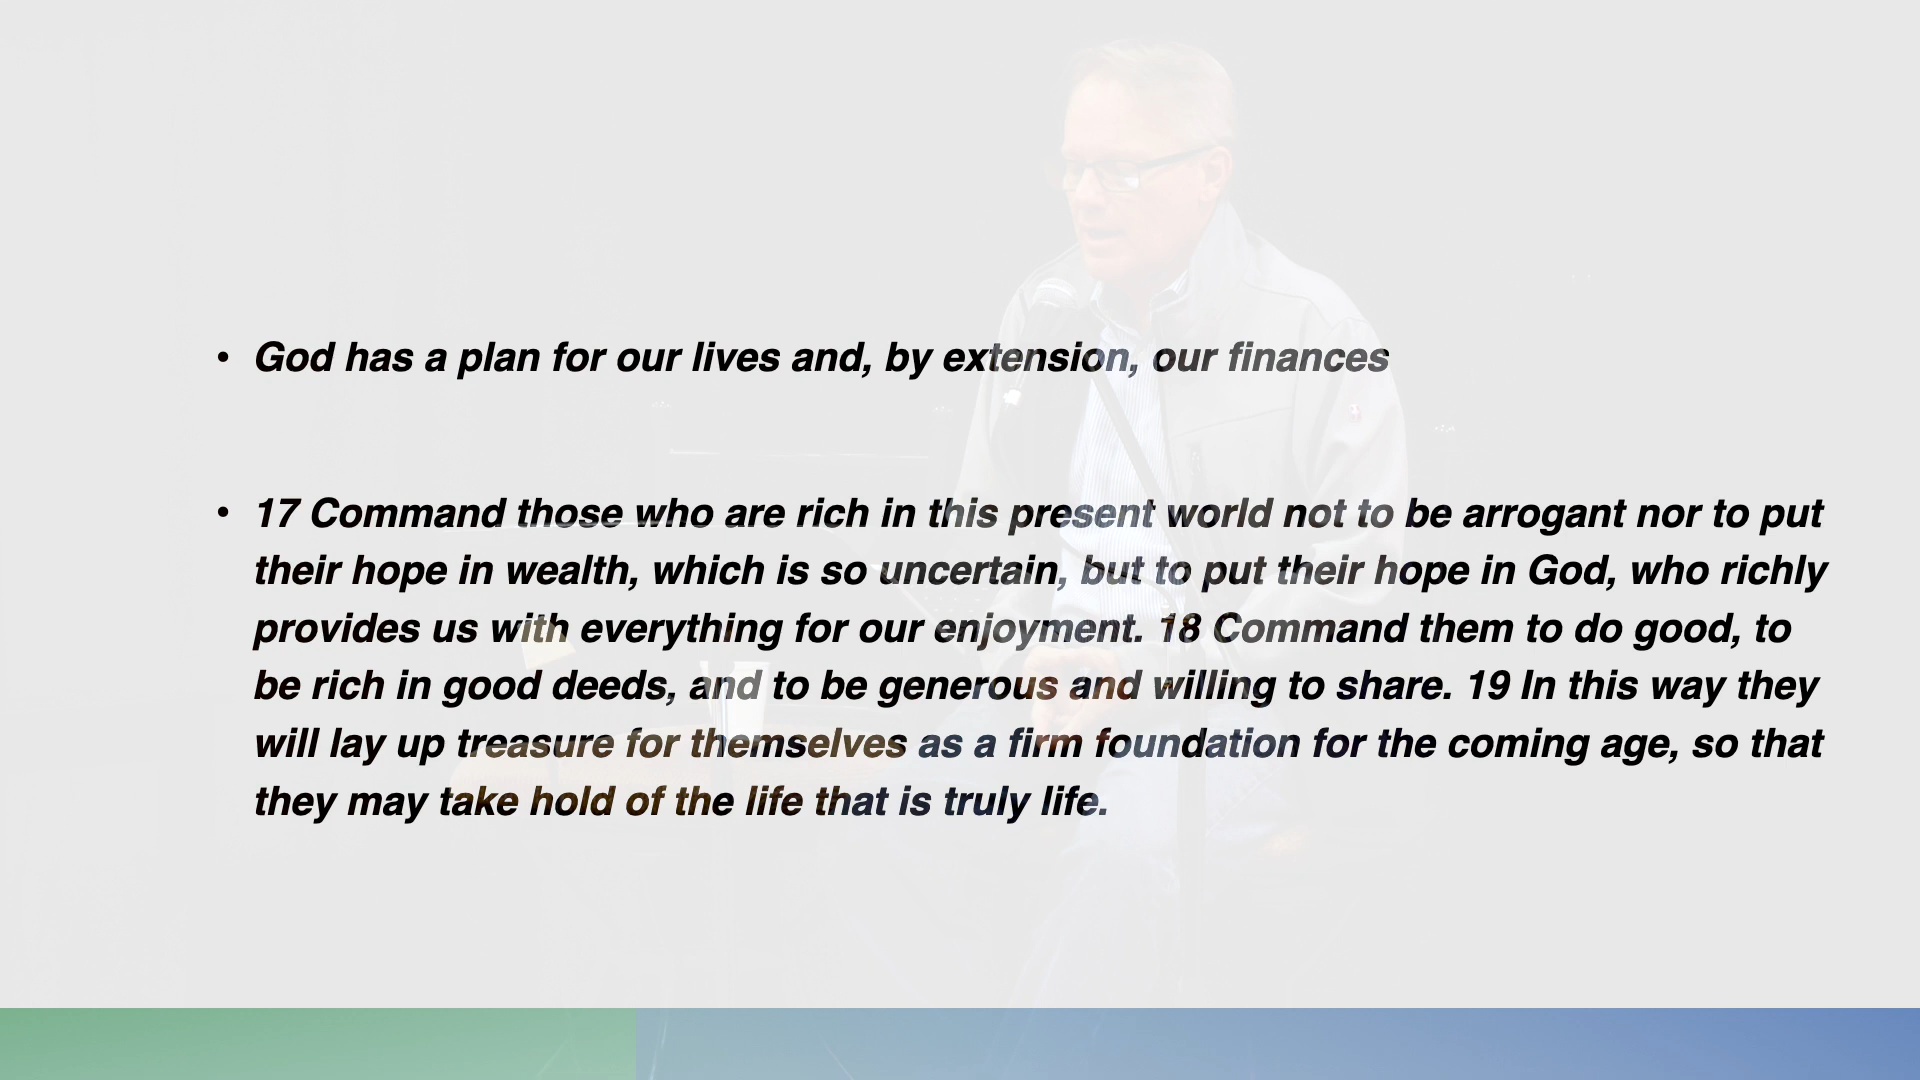 • God has a plan for our lives and, by extension, our finances
• 17 Command those who are rich in this present world not to be arrogant nor to put
their hope in wealth, which is so uncertain, but to put their hope in God, who richly
provides us with everything for our enjoyment. 18 Command them to do good, to
be rich in good deeds, and to be generous and willing to share. 19 In this way they
will lay up treasure for themselves as a firm foundation for the coming age, so that
they may take hold of the life that is truly life.